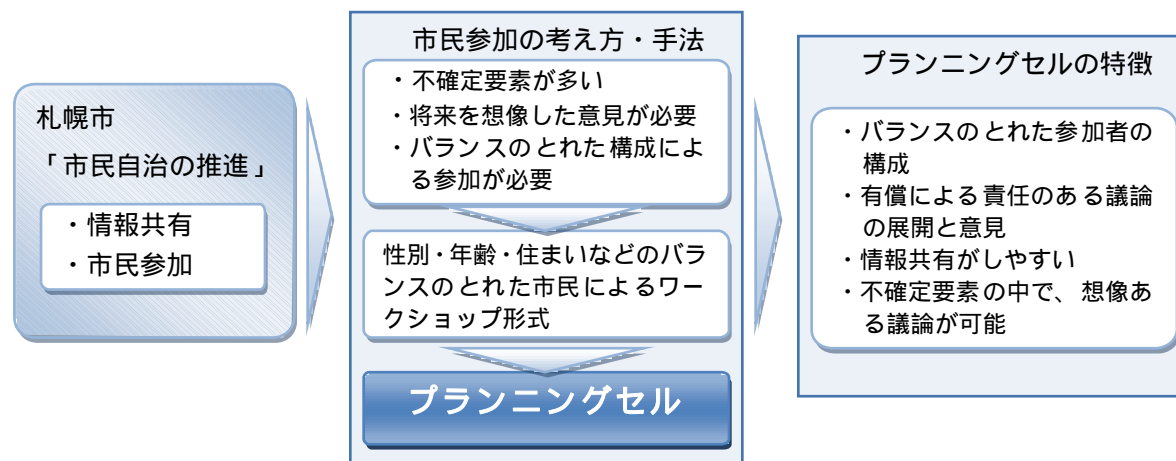 札幌市
「市民自治の推進」
・情報共有
・市民参加
市民参加の考え方・手法
・不確定要素が多い
・将来を想像した意見が必要
・バランスのとれた構成によ
る参加が必要
性別・年齢・住まいなどのバラ
ンスのとれた市民によるワー
クショップ形式
プランニングセル
プランニングセルの特徴
・バランスのとれた参加者の
構成
・有償による責任のある議論
の展開と意見
・情報共有がしやすい
・不確定要素の中で、想像あ
る議論が可能